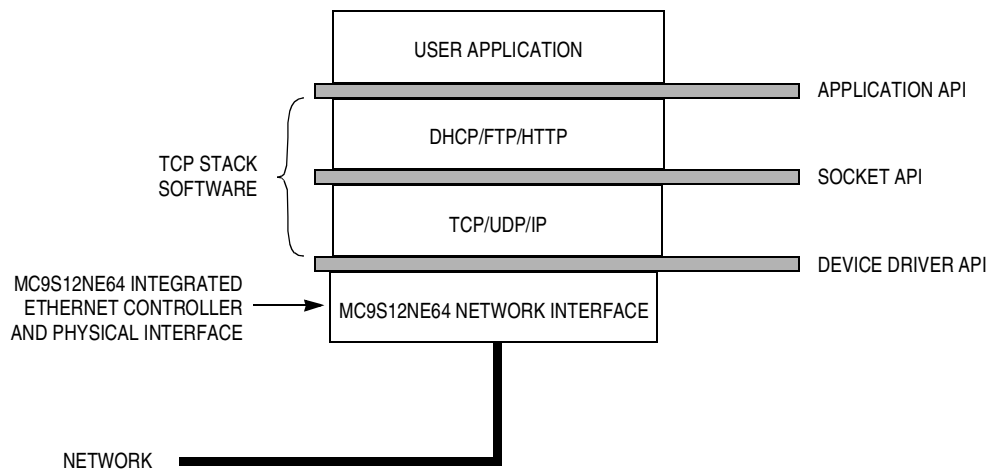 USER APPLICATION
APPLICATION API
DHCP/FTP/HTTP
TCP STACK
SOFTWARE
SOCKET API
TCP/UDP/IP
DEVICE DRIVER API
MC9S12NE64 INTEGRATED
ETHERNET CONTROLLER
AND PHYSICAL INTERFACE
MC9S12NE64 NETWORK INTERFACE
NETWORK